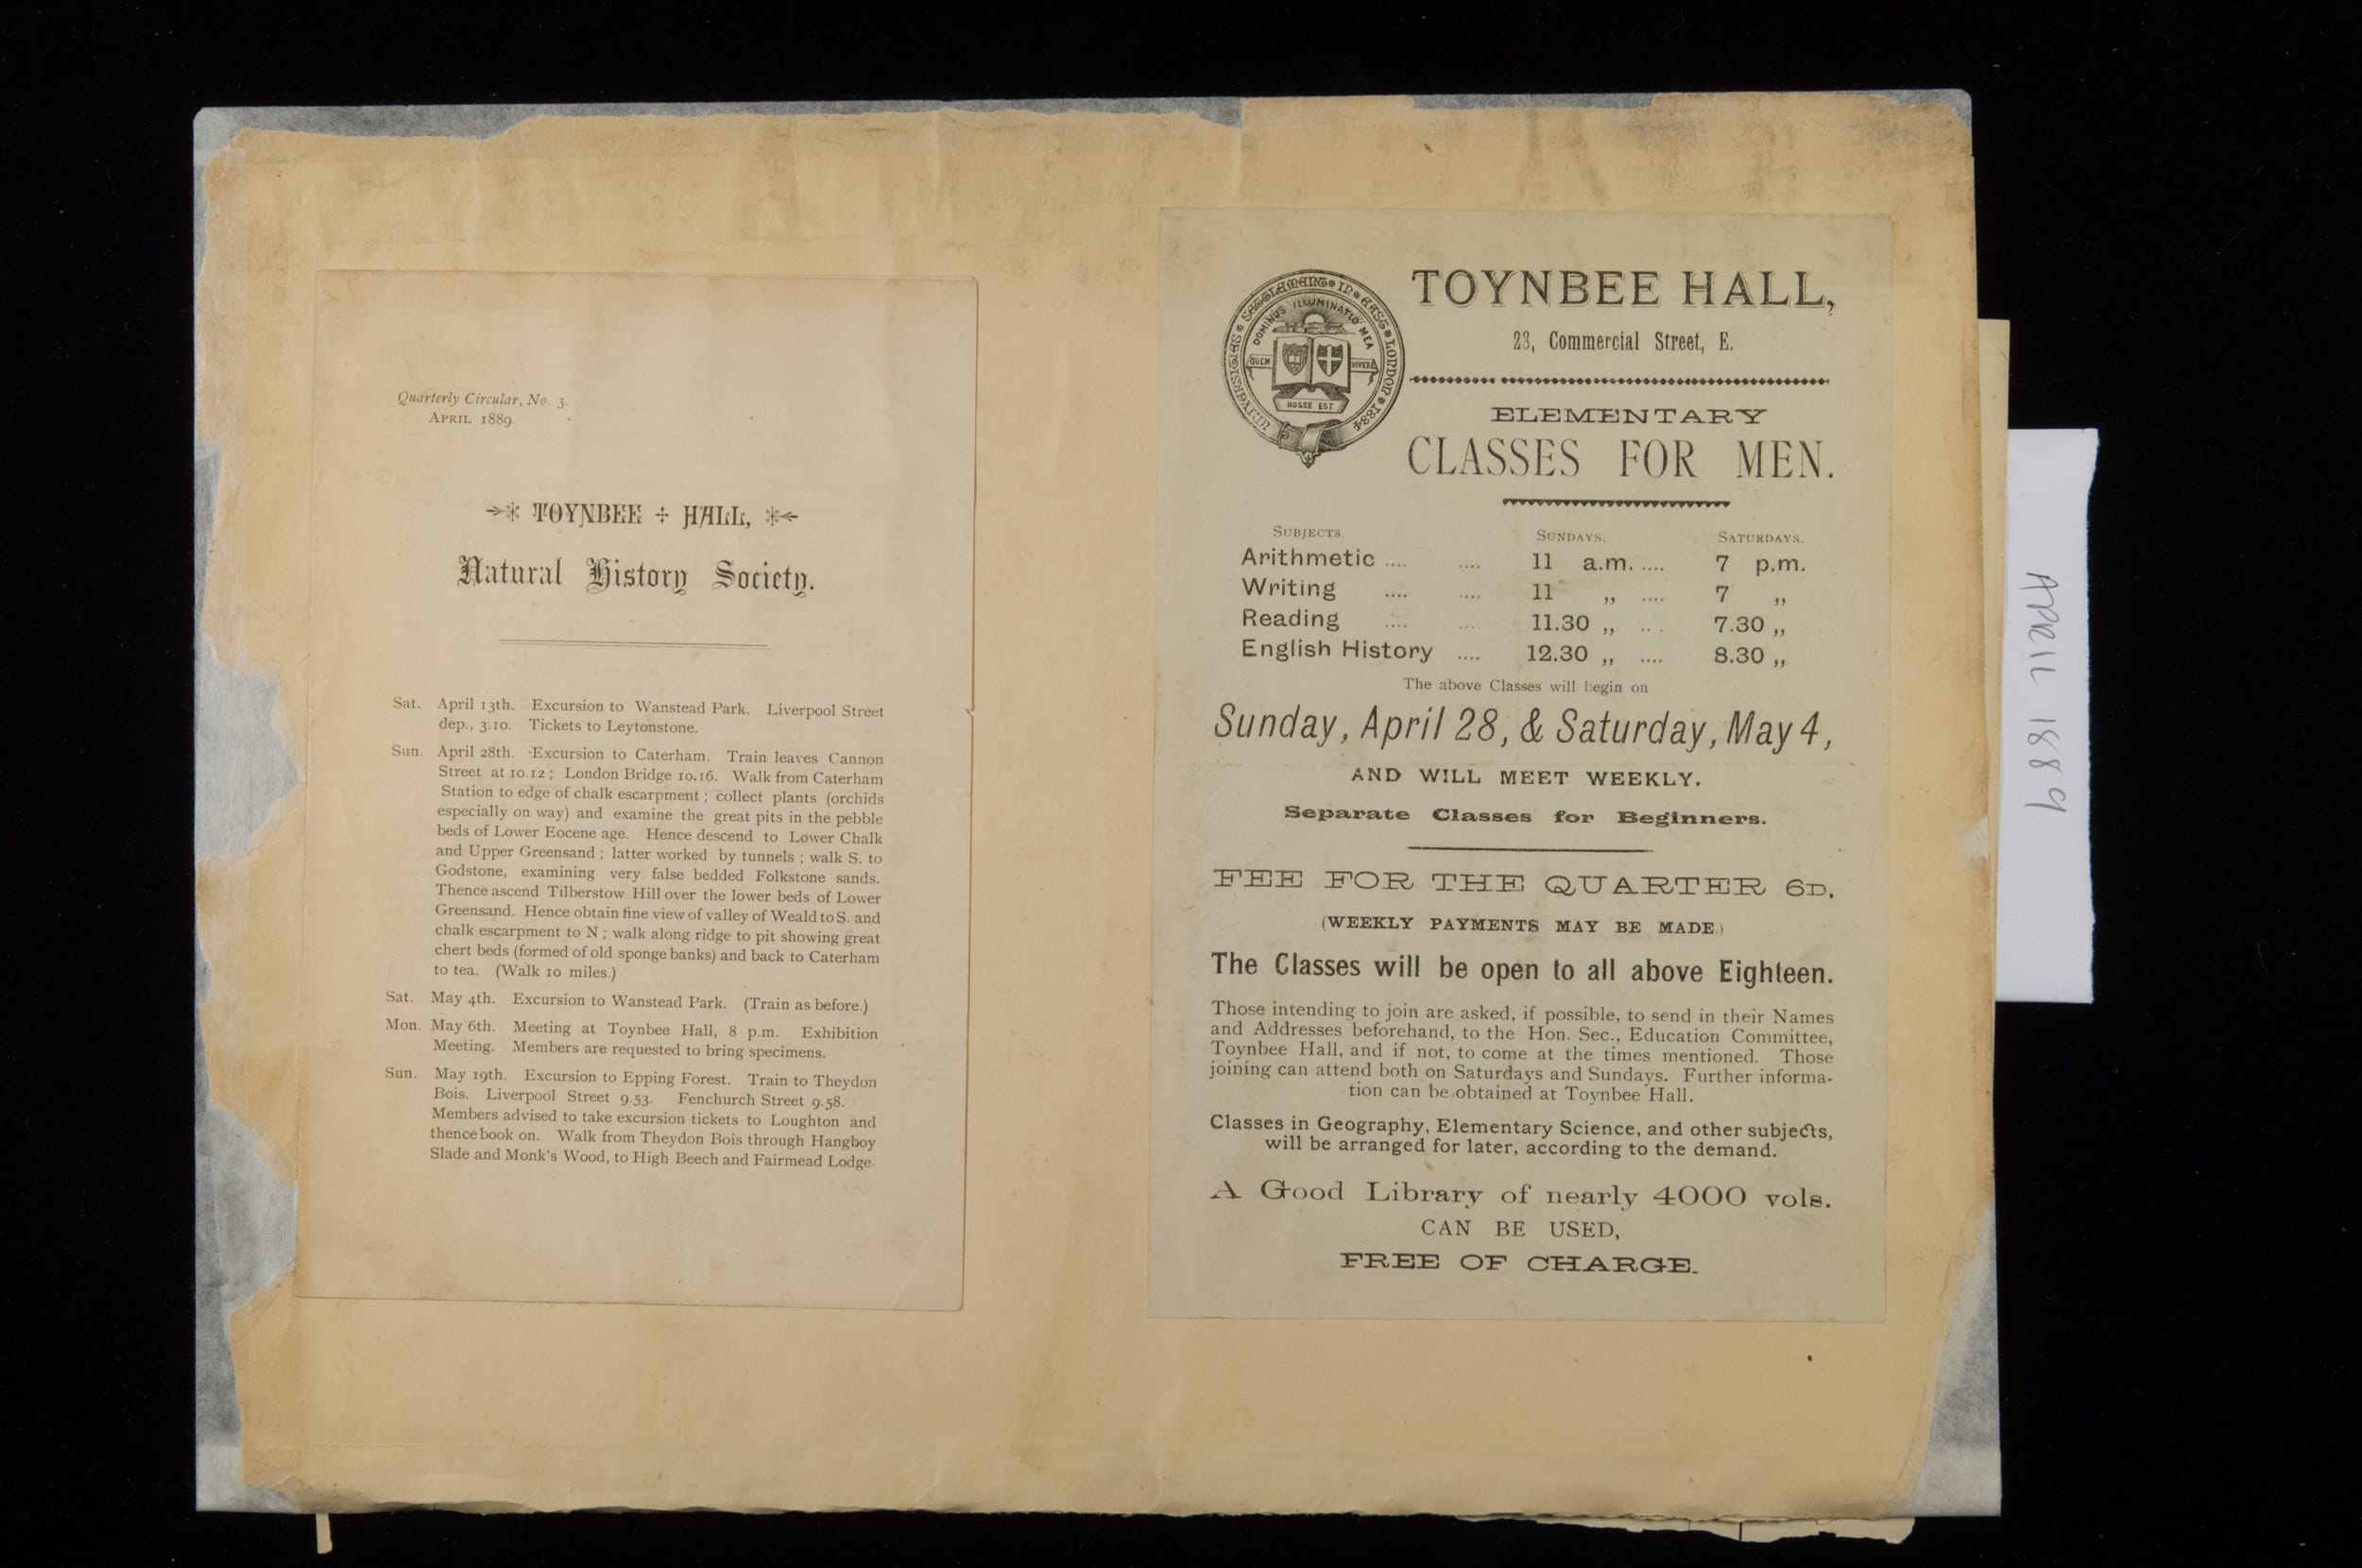 Quarterly Circular, No. 3.
APRIL 1889.
TOYNBEE HALL,
Natural History Society.
Sat. April 13th. Excursion to Wanstead Park. Liverpool Street
dep., 3.10. Tickets to Leytonstone.
Sun. April 28th. Excursion to Caterham. Train leaves Cannon
Street at 10.12; London Bridge 10.16. Walk from Caterham
Station to edge of chalk escarpment; collect plants (orchids
especially on way) and examine the great pits in the pebble
beds of Lower Eocene age. Hence descend to Lower Chalk
and Upper Greensand; latter worked by tunnels; walk S. to
Godstone, examining very false bedded Folkstone sands.
Thence ascend Tilberstow Hill over the lower beds of Lower
Greensand. Hence obtain fine view of valley of Weald to S. and
chalk escarpment to N; walk along ridge to pit showing great
chert beds (formed of old sponge banks) and back to Caterham
to tea. (Walk 10 miles.)
Sat. May 4th. Excursion to Wanstead Park. (Train as before.)
Mon. May 6th. Meeting at Toynbee Hall, 8 p.m. Exhibition
Meeting. Members are requested to bring specimens.
Sun. May 19th. Excursion to Epping Forest. Train to Theydon
Bois. Liverpool Street 9.53. Fenchurch Street 9.58.
Members advised to take excursion tickets to Loughton and
thence book on. Walk from Theydon Bois through Hangboy
Slade and Monk's Wood, to High Beech and Fairmead Lodge.
UNIVERSITIES SETTLEMENT IN EAST LONDON 1884
DOMINUS ILLUMINATIO MEA
QUEM VIVERE
NOSSE EST
TOYNBEE HALL,
28, Commercial Street, E.
ELEMENTARY
CLASSES FOR MEN.
SUBJECTS. SUNDAYS. SATURDAYS.
Arithmetic .... .... 11 a.m. .... 7 p.m.
Writing .... .... 11 ,, .... 7 ,,
Reading .... .... 11.30 ,, .... 7.30 ,,
English History .... 12.30 ,, .... 8.30 ,,
The above Classes will begin on
Sunday, April 28, & Saturday, May 4,
AND WILL MEET WEEKLY.
Separate Classes for Beginners.
FEE FOR THE QUARTER 6D.
(WEEKLY PAYMENTS MAY BE MADE.)
The Classes will be open to all above Eighteen.
Those intending to join are asked, if possible, to send in their Names
and Addresses beforehand, to the Hon. Sec., Education Committee,
Toynbee Hall, and if not, to come at the times mentioned. Those
joining can attend both on Saturdays and Sundays. Further informa-
tion can be obtained at Toynbee Hall.
Classes in Geography, Elementary Science, and other subjects,
will be arranged for later, according to the demand.
A Good Library of nearly 4000 vols.
CAN BE USED,
FREE OF CHARGE.
APRIL 1889